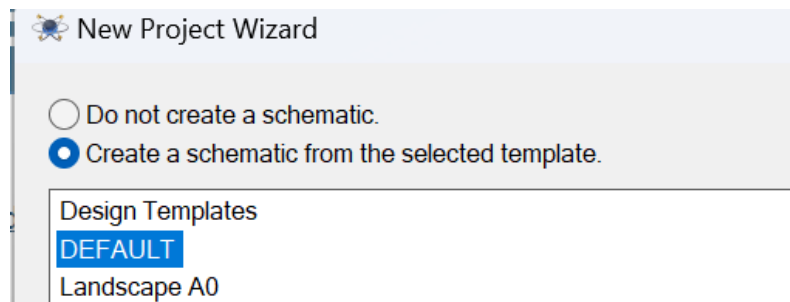 New Project Wizard
Do not create a schematic.
Create a schematic from the selected template.
Design Templates
DEFAULT
Landscape A0